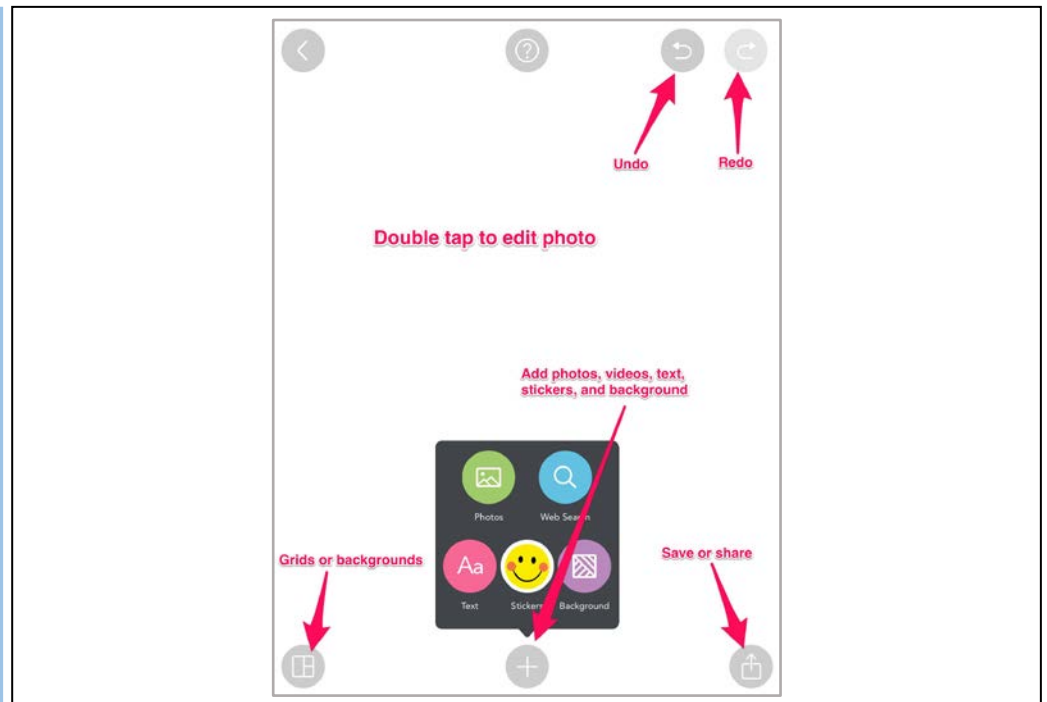 Undo
Redo
Double tap to edit photo
Add photos, videos, text,
stickers, and background
Photos
Web Search
Grids or backgrounds
Save or share
Aa
Text
Stickers
Background